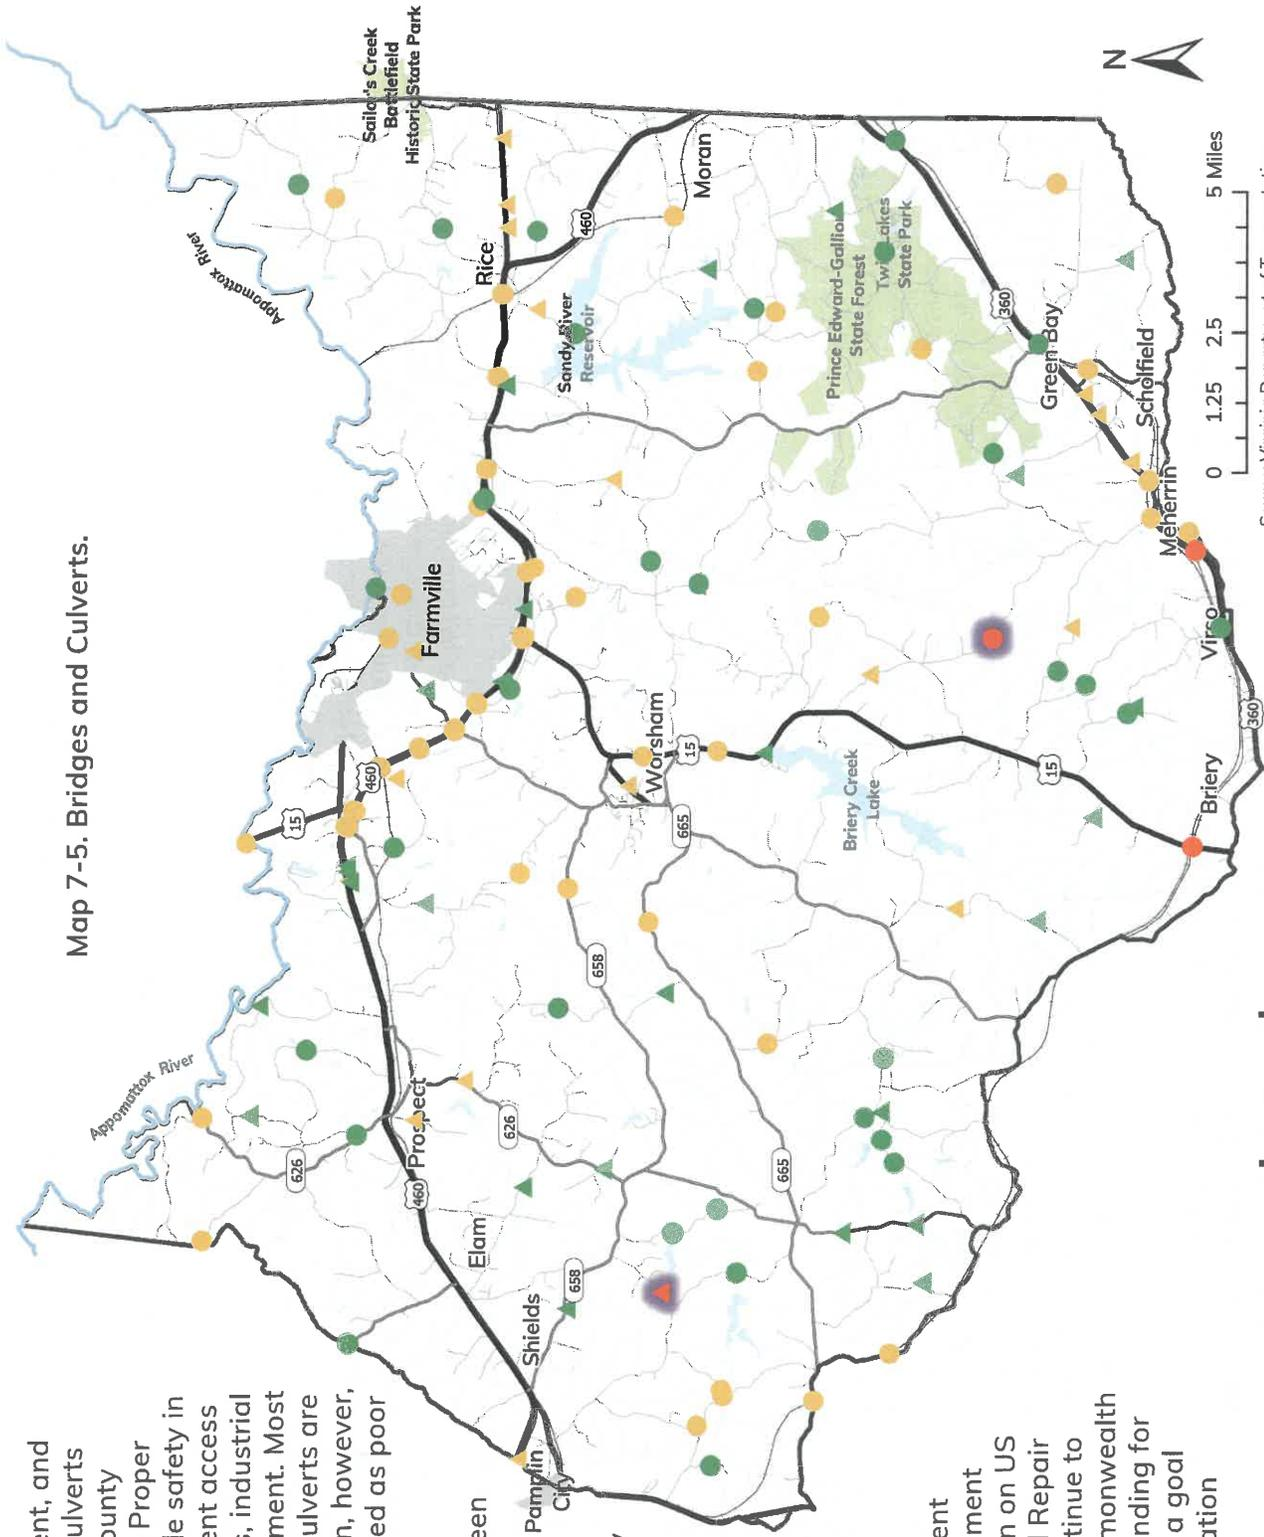 Map 7-5. Bridges and Culverts.
Appomattox River
Appomattox River
Sailor's Creek
Battlefield
Historic State Park
Farmville
Rice
Moran
Sandy River
Reservoir
Prince Edward-Gallion
State Forest
Twin Lakes
State Park
Green Bay
Scholfield
Meherrin
Virso
Briery
Briery Creek
Lake
Worsham
Prospect
Elam
Shields
Pamplin
City
15
460
460
460
15
15
360
360
626
626
658
658
665
665
N
0 1.25 2.5 5 Miles
ent, and
ulverts
ounty
Proper
safety in
ent access
, industrial
ment. Most
ulverts are
n, however,
ed as poor
een
ent
ment
n on US
Repair
tinue to
monwealth
nding for
a goal
ation